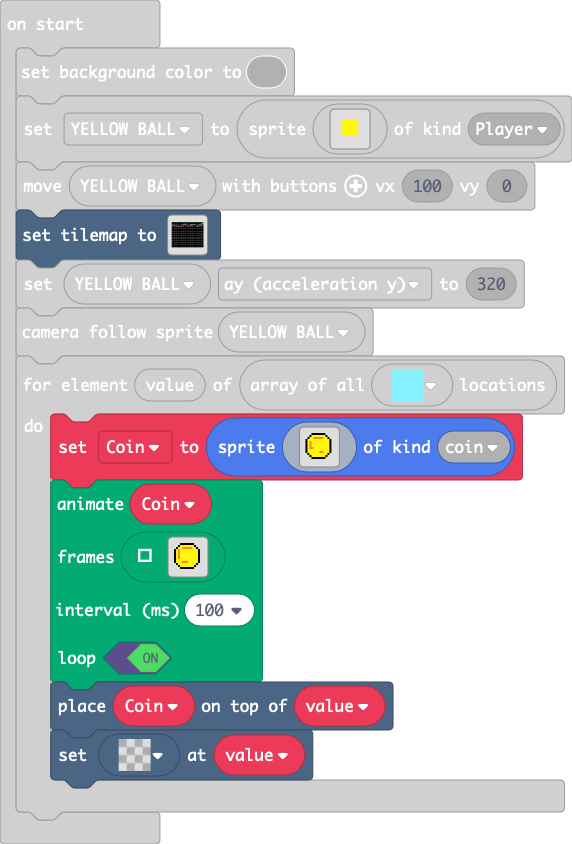 on start
set background color to
set YELLOW BALL to sprite of kind Player
move YELLOW BALL with buttons vx 100 vy 0
set tilemap to
set YELLOW BALL ay (acceleration y) to 320
camera follow sprite YELLOW BALL
for element value of array of all locations
do
set Coin to sprite of kind coin
animate Coin
frames
interval (ms) 100
loop ON
place Coin on top of value
set at value